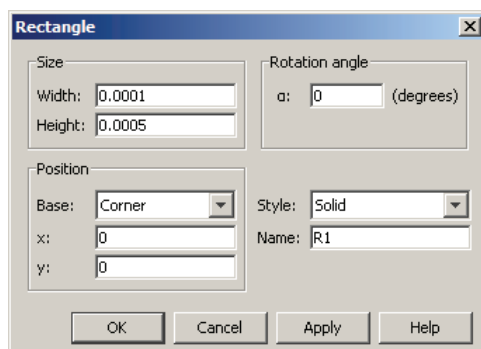 Rectangle
Size
Width: 0.0001
Height: 0.0005
Rotation angle
α: 0 (degrees)
Position
Base: Corner
x: 0
y: 0
Style: Solid
Name: R1
OK Cancel Apply Help